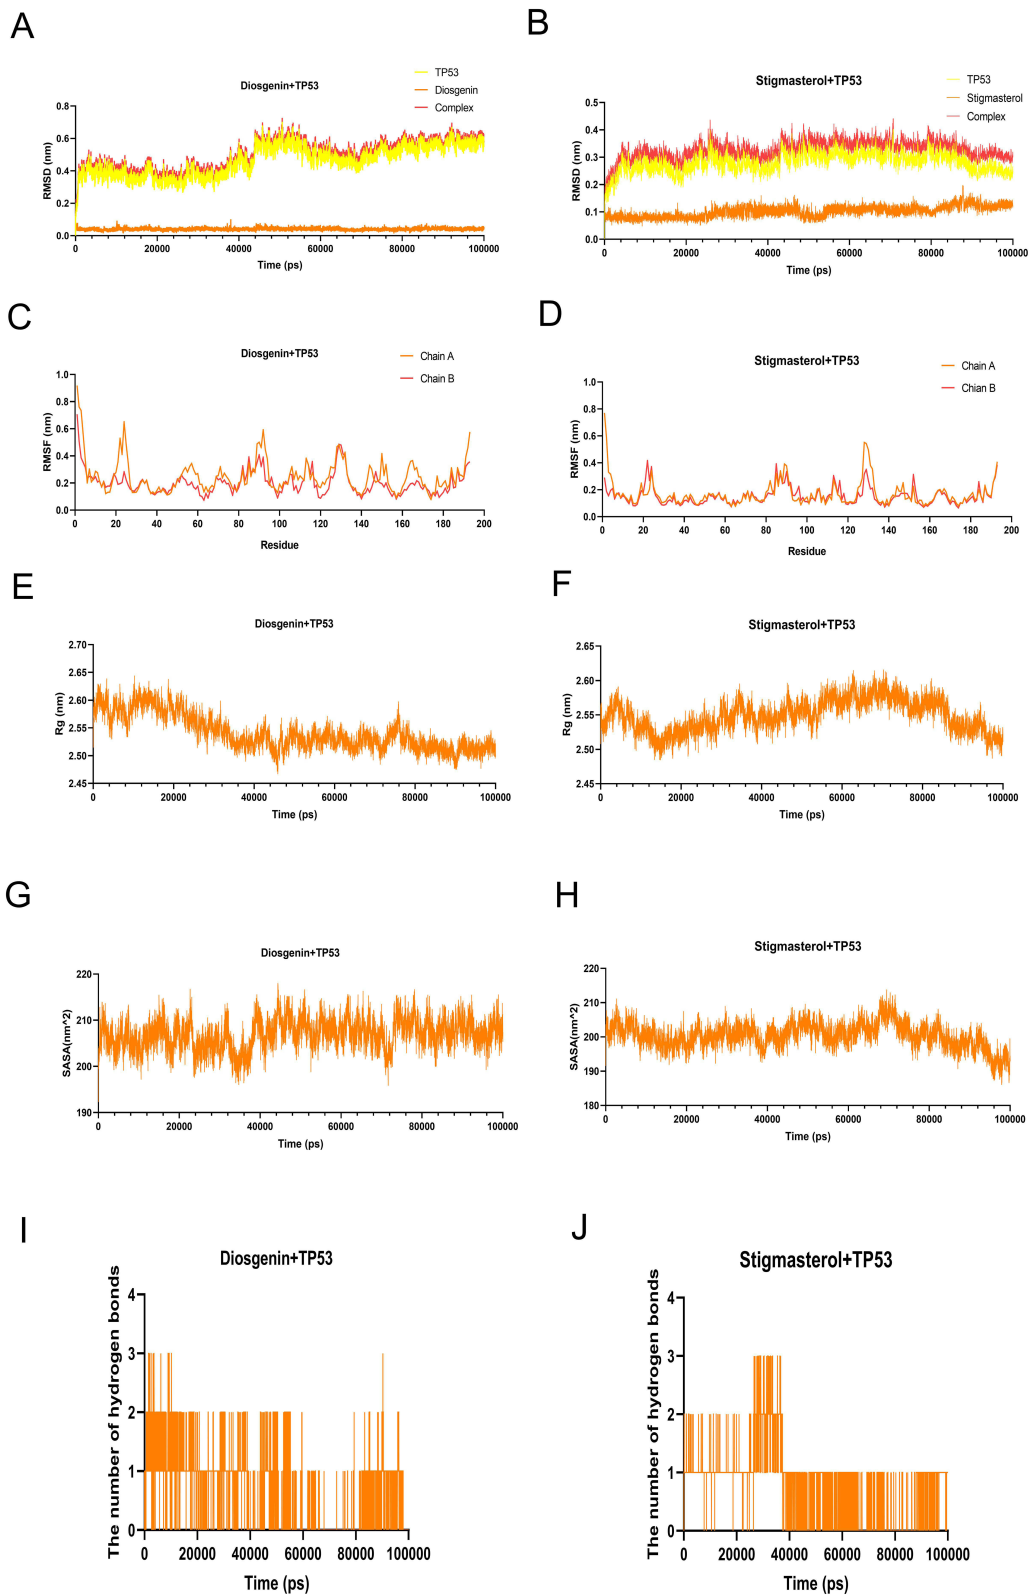 A
Diosgenin+TP53
TP53
Diosgenin
Complex
RMSD (nm)
0.8
0.6
0.4
0.2
0.0
0 20000 40000 60000 80000 100000
Time (ps)
B
Stigmasterol+TP53
TP53
Stigmasterol
Complex
RMSD (nm)
0.5
0.4
0.3
0.2
0.1
0.0
0 20000 40000 60000 80000 100000
Time (ps)
C
Diosgenin+TP53
Chain A
Chain B
RMSF (nm)
1.0
0.8
0.6
0.4
0.2
0.0
0 20 40 60 80 100 120 140 160 180 200
Residue
D
Stigmasterol+TP53
Chain A
Chian B
RMSF (nm)
1.0
0.8
0.6
0.4
0.2
0.0
0 20 40 60 80 100 120 140 160 180 200
Residue
E
Diosgenin+TP53
Rg (nm)
2.70
2.65
2.60
2.55
2.50
2.45
0 20000 40000 60000 80000 100000
Time (ps)
F
Stigmasterol+TP53
Rg (nm)
2.65
2.60
2.55
2.50
2.45
0 20000 40000 60000 80000 100000
Time (ps)
G
Diosgenin+TP53
SASA(nm^2)
220
210
200
190
0 20000 40000 60000 80000 100000
Time (ps)
H
Stigmasterol+TP53
SASA(nm^2)
220
210
200
190
180
0 20000 40000 60000 80000 100000
Time (ps)
I
Diosgenin+TP53
The number of hydrogen bonds
4
3
2
1
0
0 20000 40000 60000 80000 100000
Time (ps)
J
Stigmasterol+TP53
The number of hydrogen bonds
4
3
2
1
0
0 20000 40000 60000 80000 100000
Time (ps)